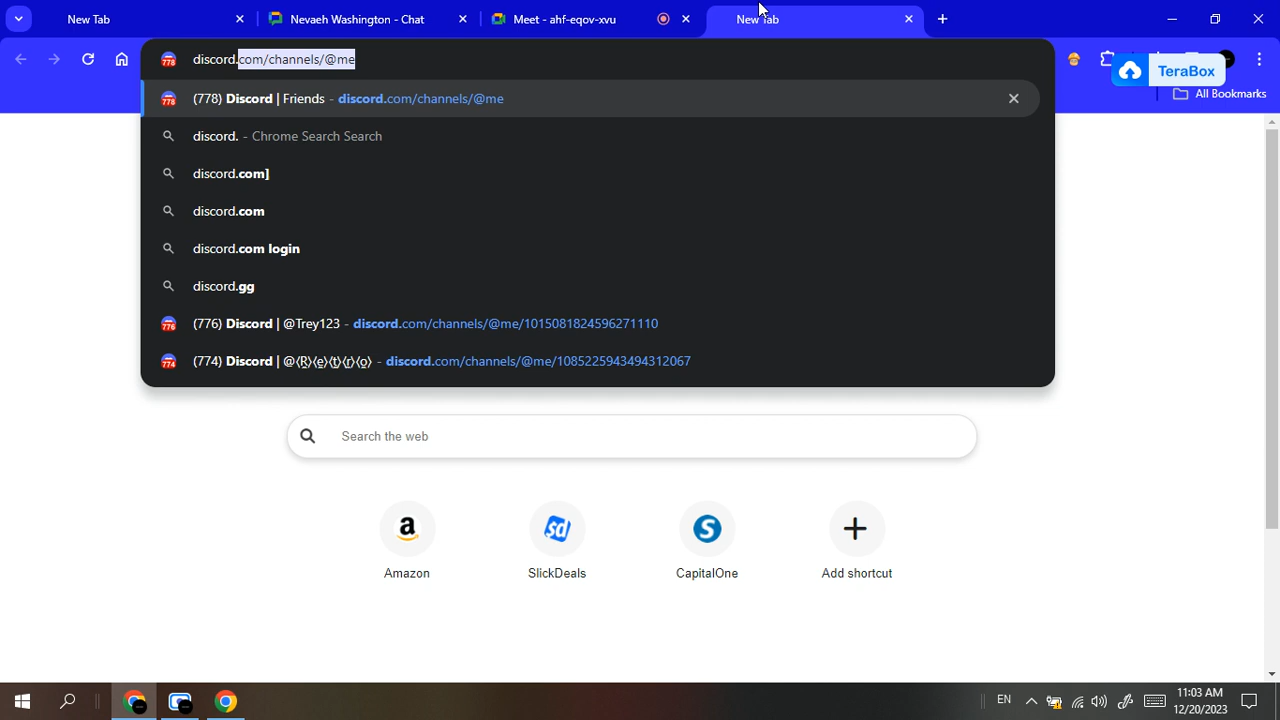 New Tab
Nevaeh Washington - Chat
Meet - ahf-eqov-xvu
New Tab
discord.com/channels/@me
TeraBox
All Bookmarks
(778) Discord | Friends - discord.com/channels/@me
discord. - Chrome Search Search
discord.com]
discord.com
discord.com login
discord.gg
(776) Discord | @Trey123 - discord.com/channels/@me/1015081824596271110
(774) Discord | @⟨R⟩⟨e⟩⟨t⟩⟨r⟩⟨o⟩ - discord.com/channels/@me/1085225943494312067
Search the web
Amazon
SlickDeals
CapitalOne
Add shortcut
EN
11:03 AM
12/20/2023